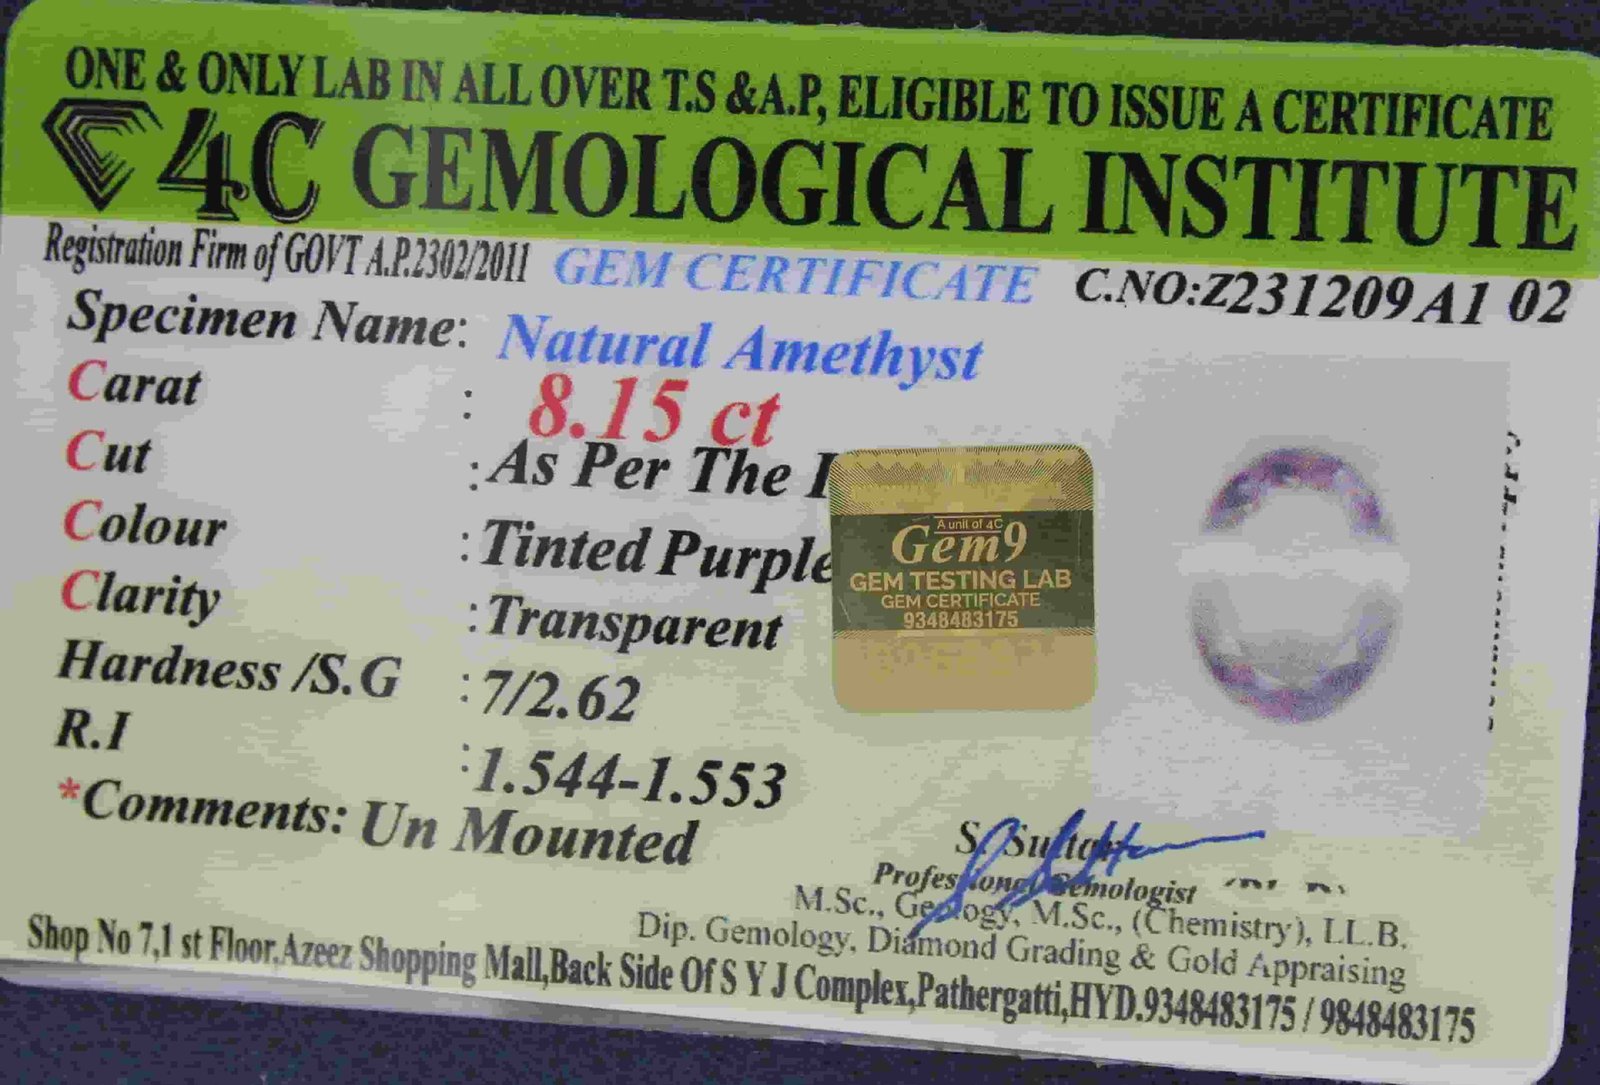 ONE & ONLY LAB IN ALL OVER T.S &A.P, ELIGIBLE TO ISSUE A CERTIFICATE
4C GEMOLOGICAL INSTITUTE
Registration Firm of GOVT A.P.2302/2011 GEM CERTIFICATE C.NO:Z231209 A1 02
Specimen Name: Natural Amethyst
Carat : 8.15 ct
Cut : As Per The
Colour : Tinted Purple
Clarity : Transparent
Hardness /S.G : 7/2.62
R.I : 1.544-1.553
*Comments: Un Mounted
A unit of 4C
Gem9
GEM TESTING LAB
GEM CERTIFICATE
9348483175
S. Sultan
Professional Gemologist
M.Sc., Geology, M.Sc., (Chemistry), LL.B.
Dip. Gemology, Diamond Grading & Gold Appraising
Shop No 7,1 st Floor,Azeez Shopping Mall,Back Side Of S Y J Complex,Pathergatti,HYD.9348483175 / 9848483175